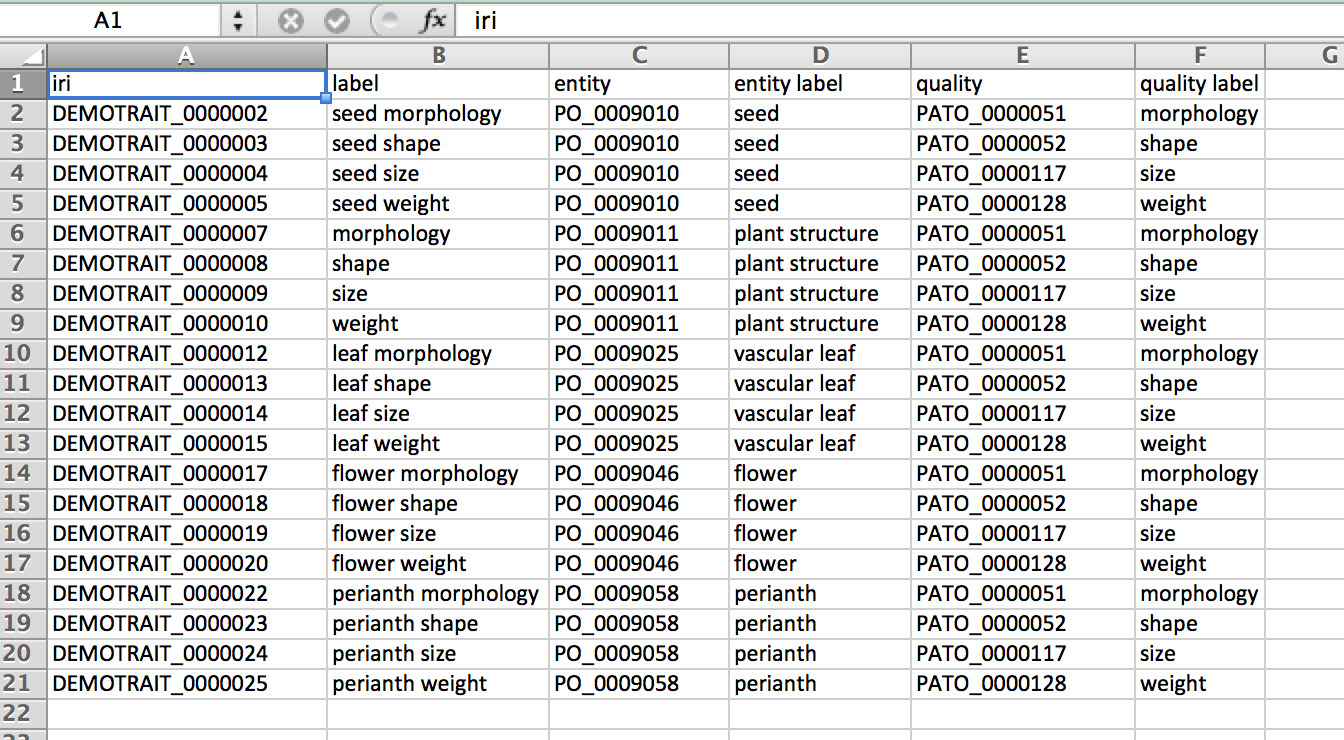 A1 fx iri
A B C D E F G
1 iri label entity entity label quality quality label
2 DEMOTRAIT_0000002 seed morphology PO_0009010 seed PATO_0000051 morphology
3 DEMOTRAIT_0000003 seed shape PO_0009010 seed PATO_0000052 shape
4 DEMOTRAIT_0000004 seed size PO_0009010 seed PATO_0000117 size
5 DEMOTRAIT_0000005 seed weight PO_0009010 seed PATO_0000128 weight
6 DEMOTRAIT_0000007 morphology PO_0009011 plant structure PATO_0000051 morphology
7 DEMOTRAIT_0000008 shape PO_0009011 plant structure PATO_0000052 shape
8 DEMOTRAIT_0000009 size PO_0009011 plant structure PATO_0000117 size
9 DEMOTRAIT_0000010 weight PO_0009011 plant structure PATO_0000128 weight
10 DEMOTRAIT_0000012 leaf morphology PO_0009025 vascular leaf PATO_0000051 morphology
11 DEMOTRAIT_0000013 leaf shape PO_0009025 vascular leaf PATO_0000052 shape
12 DEMOTRAIT_0000014 leaf size PO_0009025 vascular leaf PATO_0000117 size
13 DEMOTRAIT_0000015 leaf weight PO_0009025 vascular leaf PATO_0000128 weight
14 DEMOTRAIT_0000017 flower morphology PO_0009046 flower PATO_0000051 morphology
15 DEMOTRAIT_0000018 flower shape PO_0009046 flower PATO_0000052 shape
16 DEMOTRAIT_0000019 flower size PO_0009046 flower PATO_0000117 size
17 DEMOTRAIT_0000020 flower weight PO_0009046 flower PATO_0000128 weight
18 DEMOTRAIT_0000022 perianth morphology PO_0009058 perianth PATO_0000051 morphology
19 DEMOTRAIT_0000023 perianth shape PO_0009058 perianth PATO_0000052 shape
20 DEMOTRAIT_0000024 perianth size PO_0009058 perianth PATO_0000117 size
21 DEMOTRAIT_0000025 perianth weight PO_0009058 perianth PATO_0000128 weight
22